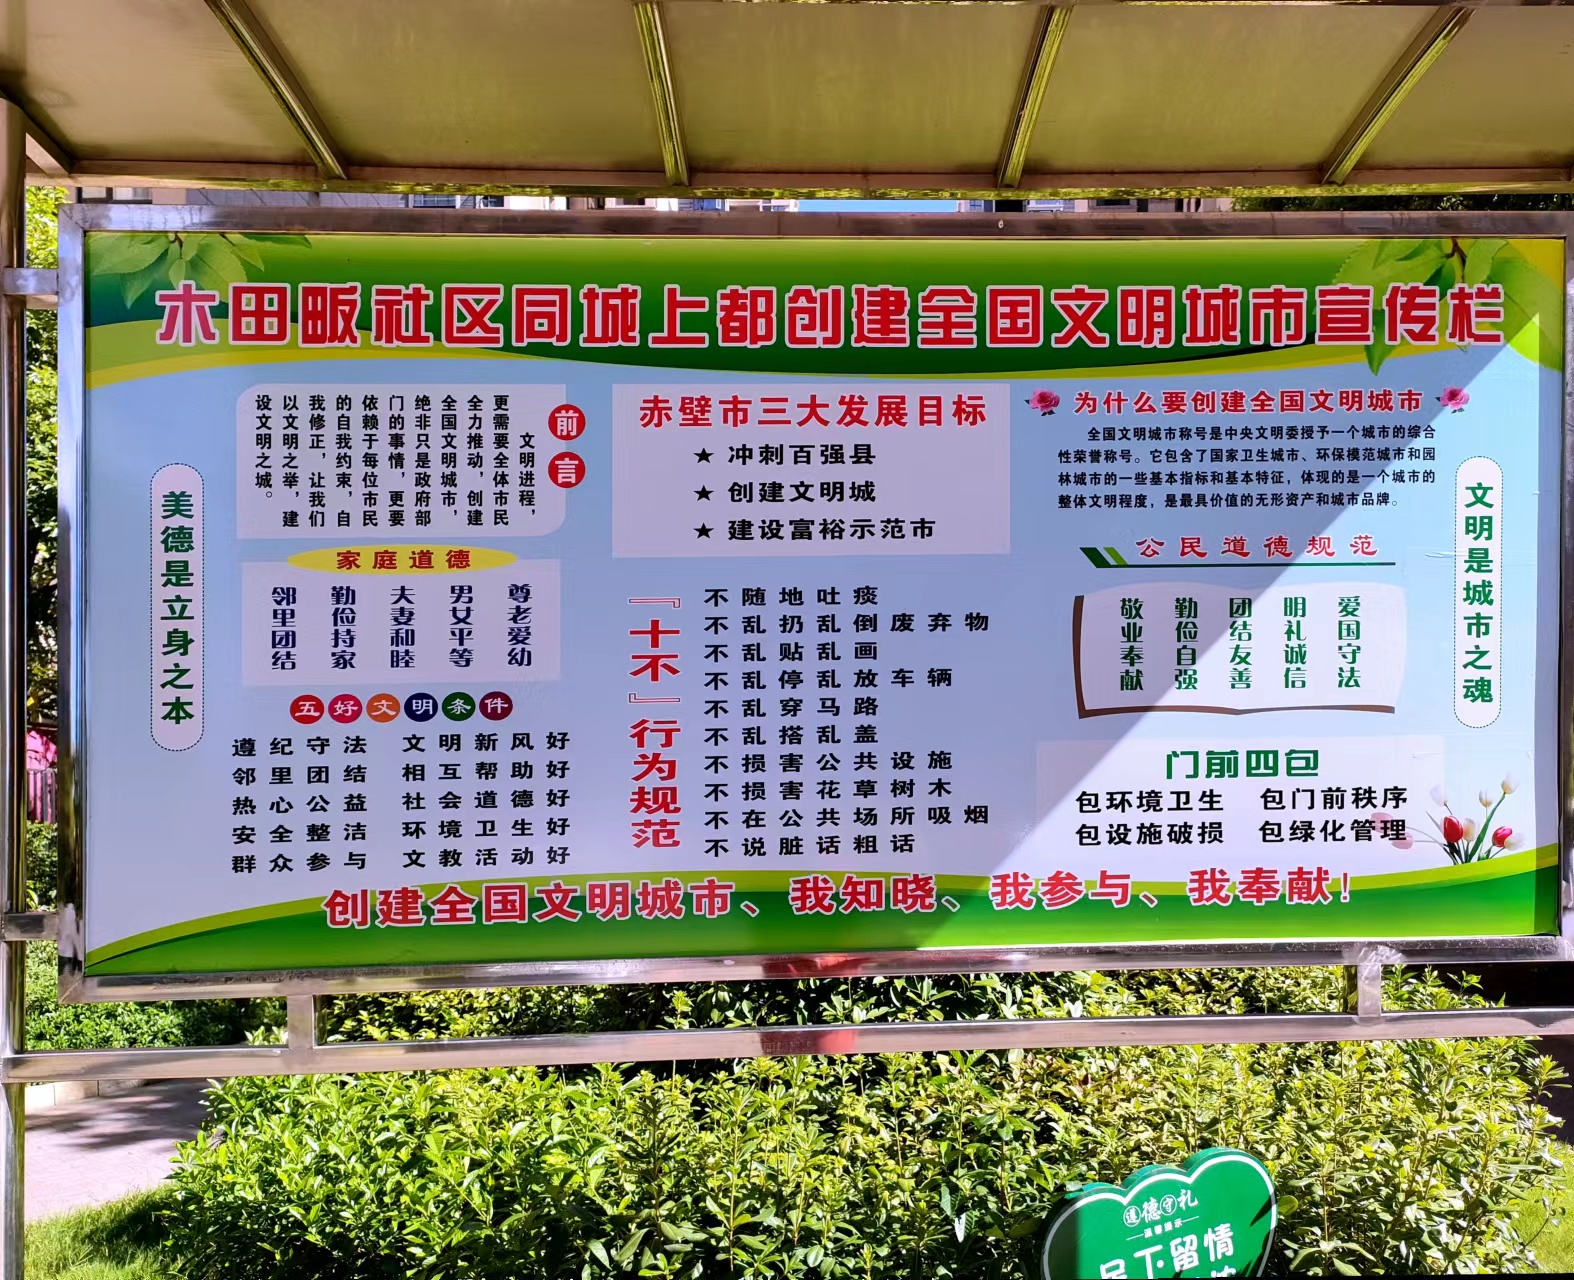 木田畈社区同城上都创建全国文明城市宣传栏
美德是立身之本
前言
文明进程，
更需要全体市民
全力推动，创建
全国文明城市，
绝非只是政府部
门的事情，更要
依赖于每位市民
的自我约束，自
我修正，让我们
以文明之举，建
设文明之城。
家庭道德
尊老爱幼
男女平等
夫妻和睦
勤俭持家
邻里团结
五好文明条件
遵纪守法 文明新风好
邻里团结 相互帮助好
热心公益 社会道德好
安全整洁 环境卫生好
群众参与 文教活动好
赤壁市三大发展目标
★ 冲刺百强县
★ 创建文明城
★ 建设富裕示范市
『十不』行为规范
不随地吐痰
不乱扔乱倒废弃物
不乱贴乱画
不乱停乱放车辆
不乱穿马路
不乱搭乱盖
不损害公共设施
不损害花草树木
不在公共场所吸烟
不说脏话粗话
为什么要创建全国文明城市
全国文明城市称号是中央文明委授予一个城市的综合
性荣誉称号。它包含了国家卫生城市、环保模范城市和园
林城市的一些基本指标和基本特征，体现的是一个城市的
整体文明程度，是最具价值的无形资产和城市品牌。
公民道德规范
爱国守法
明礼诚信
团结友善
勤俭自强
敬业奉献
门前四包
包环境卫生 包门前秩序
包设施破损 包绿化管理
文明是城市之魂
创建全国文明城市、我知晓、我参与、我奉献！
道德守礼
温馨提示
足下留情